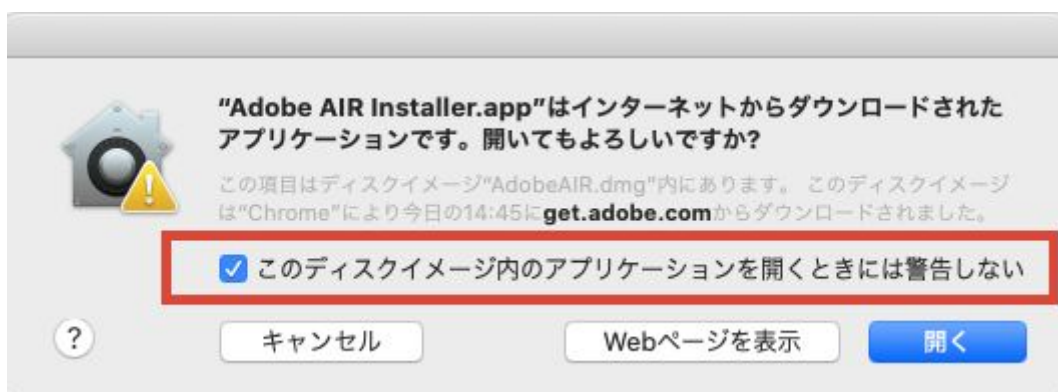 “Adobe AIR Installer.app”はインターネットからダウンロードされた
アプリケーションです。開いてもよろしいですか?
この項目はディスクイメージ“AdobeAIR.dmg”内にあります。 このディスクイメージ
は“Chrome”により今日の14:45にget.adobe.comからダウンロードされました。
このディスクイメージ内のアプリケーションを開くときには警告しない
? キャンセル Webページを表示 開く